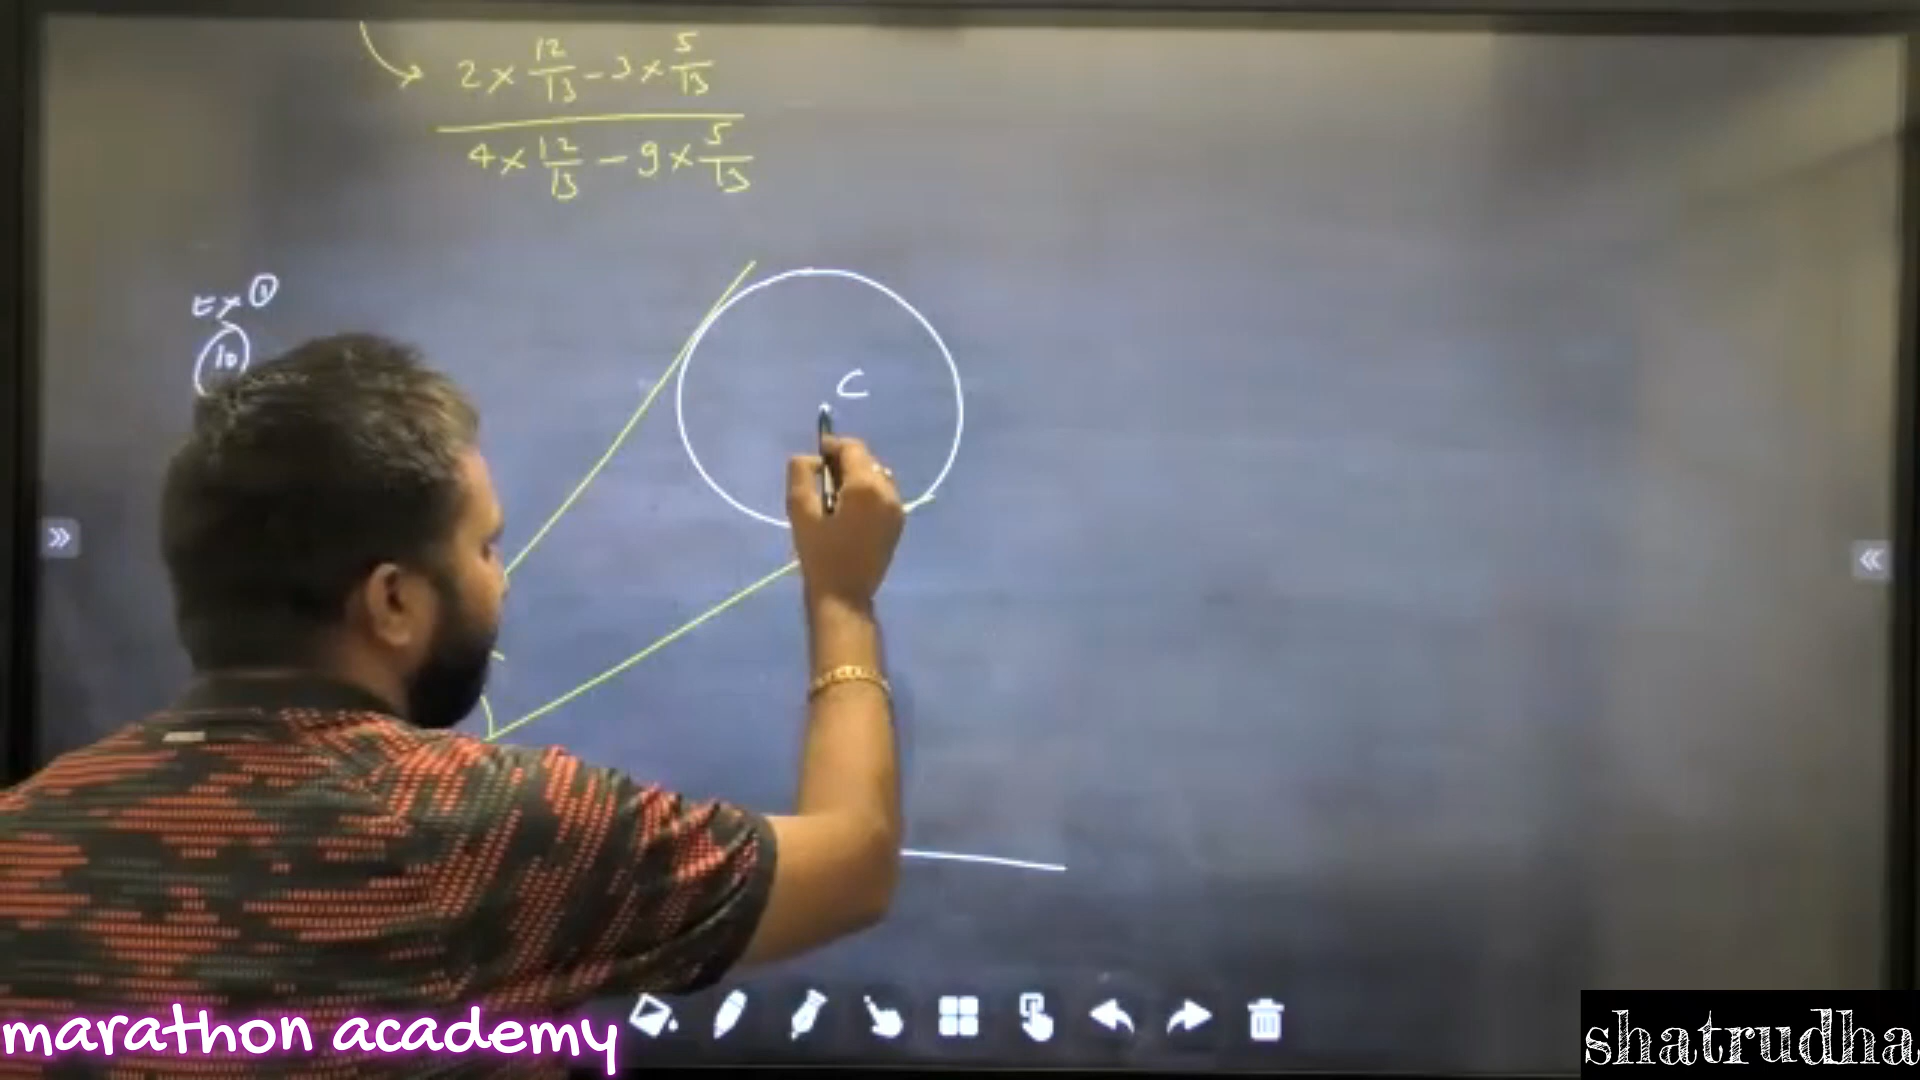 2 × 12/13 - 3 × 5/13
4 × 12/13 - 9 × 5/13
Ex ①
10
C
marathon academy
shatrudha